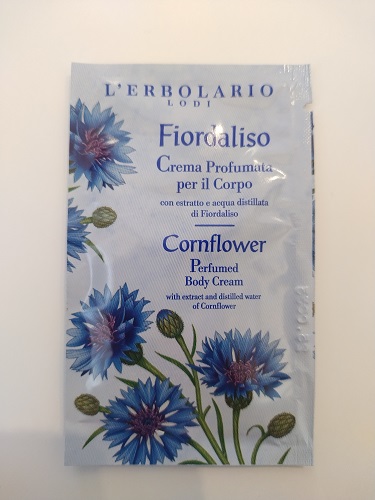 L'ERBOLARIO
LODI
Fiordaliso
Crema Profumata
per il Corpo
con estratto e acqua distillata
di Fiordaliso
Cornflower
Perfumed
Body Cream
with extract and distilled water
of Cornflower